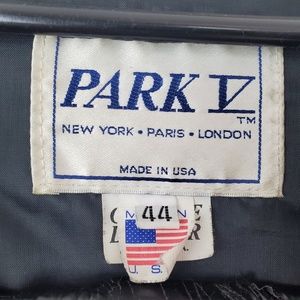 PARK V
TM
NEW YORK • PARIS • LONDON
MADE IN USA
44
U.S.